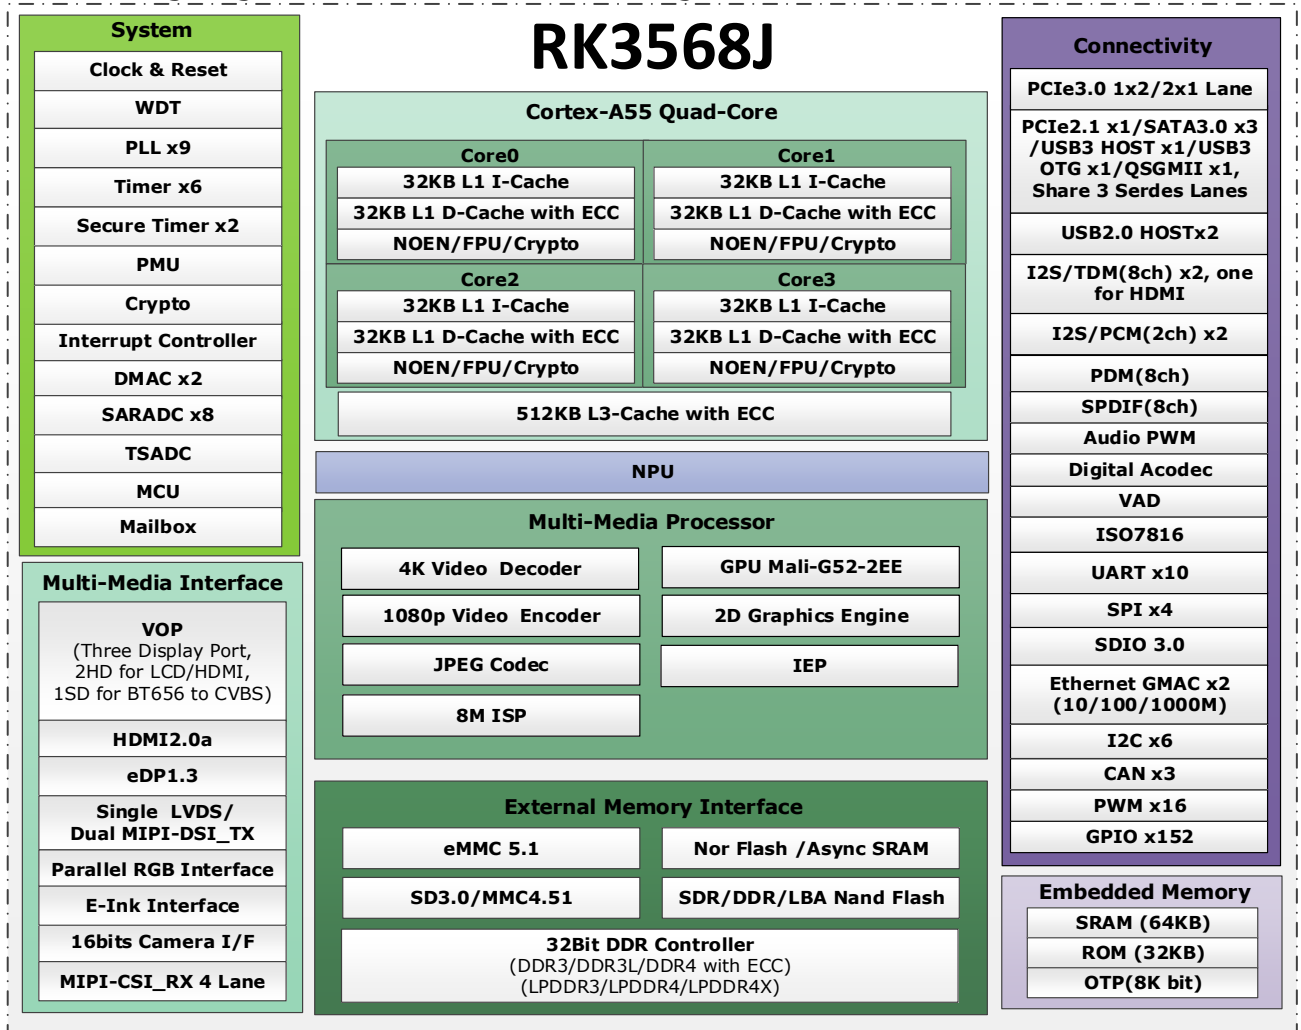 RK3568J
System
Clock & Reset
WDT
PLL x9
Timer x6
Secure Timer x2
PMU
Crypto
Interrupt Controller
DMAC x2
SARADC x8
TSADC
MCU
Mailbox
Multi-Media Interface
VOP
(Three Display Port,
2HD for LCD/HDMI,
1SD for BT656 to CVBS)
HDMI2.0a
eDP1.3
Single LVDS/
Dual MIPI-DSI_TX
Parallel RGB Interface
E-Ink Interface
16bits Camera I/F
MIPI-CSI_RX 4 Lane
Cortex-A55 Quad-Core
Core0
32KB L1 I-Cache
32KB L1 D-Cache with ECC
NOEN/FPU/Crypto
Core1
32KB L1 I-Cache
32KB L1 D-Cache with ECC
NOEN/FPU/Crypto
Core2
32KB L1 I-Cache
32KB L1 D-Cache with ECC
NOEN/FPU/Crypto
Core3
32KB L1 I-Cache
32KB L1 D-Cache with ECC
NOEN/FPU/Crypto
512KB L3-Cache with ECC
NPU
Multi-Media Processor
4K Video Decoder
GPU Mali-G52-2EE
1080p Video Encoder
2D Graphics Engine
JPEG Codec
IEP
8M ISP
External Memory Interface
eMMC 5.1
Nor Flash /Async SRAM
SD3.0/MMC4.51
SDR/DDR/LBA Nand Flash
32Bit DDR Controller
(DDR3/DDR3L/DDR4 with ECC)
(LPDDR3/LPDDR4/LPDDR4X)
Connectivity
PCIe3.0 1x2/2x1 Lane
PCIe2.1 x1/SATA3.0 x3
/USB3 HOST x1/USB3
OTG x1/QSGMII x1,
Share 3 Serdes Lanes
USB2.0 HOSTx2
I2S/TDM(8ch) x2, one
for HDMI
I2S/PCM(2ch) x2
PDM(8ch)
SPDIF(8ch)
Audio PWM
Digital Acodec
VAD
ISO7816
UART x10
SPI x4
SDIO 3.0
Ethernet GMAC x2
(10/100/1000M)
I2C x6
CAN x3
PWM x16
GPIO x152
Embedded Memory
SRAM (64KB)
ROM (32KB)
OTP(8K bit)